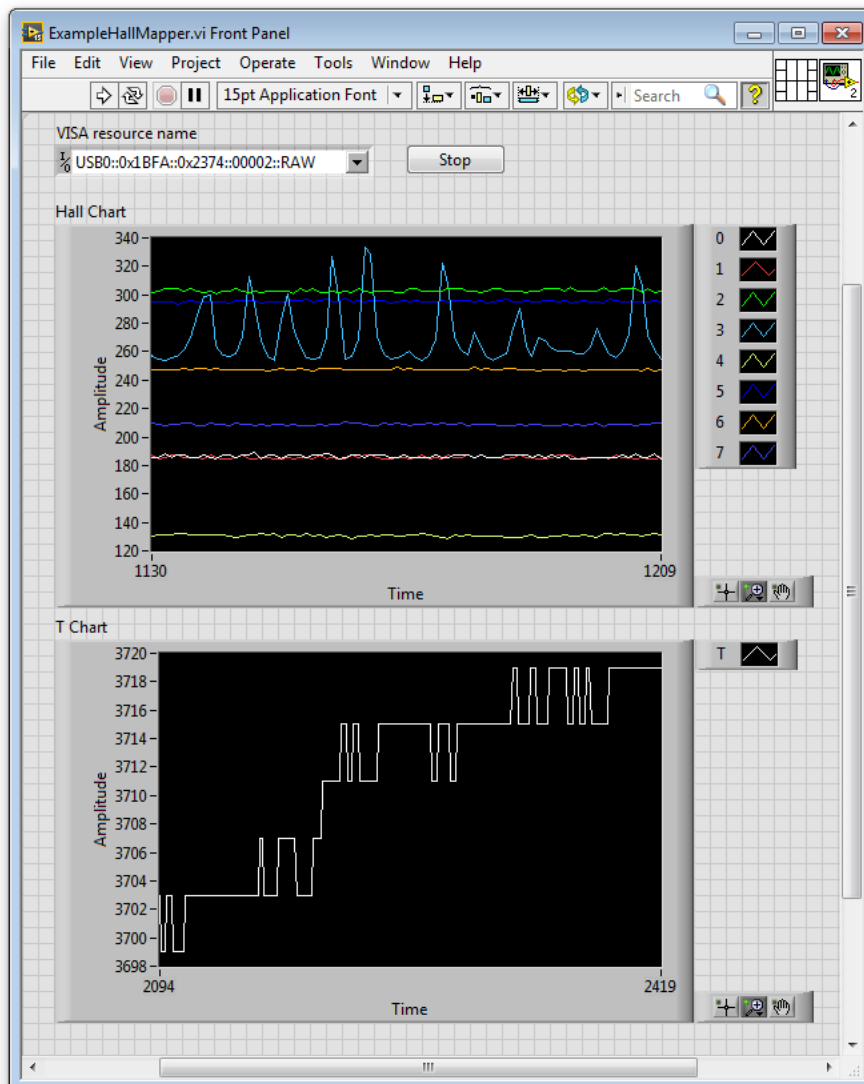 ExampleHallMapper.vi Front Panel
File Edit View Project Operate Tools Window Help
15pt Application Font Search ? 2
VISA resource name
I/O USB0::0x1BFA::0x2374::00002::RAW Stop
Hall Chart
340
320
300
280
260
240
220
200
180
160
140
120
Amplitude
1130 1209
Time
0
1
2
3
4
5
6
7
T Chart
3720
3718
3716
3714
3712
3710
3708
3706
3704
3702
3700
3698
Amplitude
2094 2419
Time
T